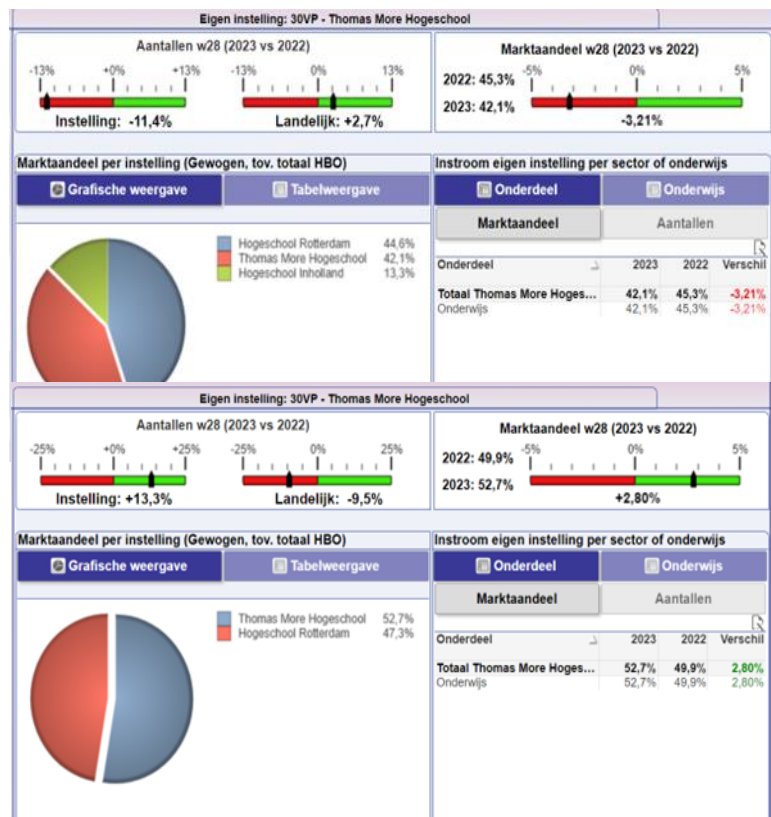 Eigen instelling: 30VP - Thomas More Hogeschool
Aantallen w28 (2023 vs 2022)
-13% +0% +13% -13% 0% 13%
Instelling: -11,4% Landelijk: +2,7%
Marktaandeel w28 (2023 vs 2022)
-5% 0% 5%
2022: 45,3%
2023: 42,1%
-3,21%
Marktaandeel per instelling (Gewogen, tov. totaal HBO)
Grafische weergave Tabelweergave
Hogeschool Rotterdam 44,6%
Thomas More Hogeschool 42,1%
Hogeschool Inholland 13,3%
Instroom eigen instelling per sector of onderwijs
Onderdeel Onderwijs
Marktaandeel Aantallen
Onderdeel 2023 2022 Verschil
Totaal Thomas More Hoges... 42,1% 45,3% -3,21%
Onderwijs 42,1% 45,3% -3,21%
Eigen instelling: 30VP - Thomas More Hogeschool
Aantallen w28 (2023 vs 2022)
-25% +0% +25% -25% 0% 25%
Instelling: +13,3% Landelijk: -9,5%
Marktaandeel w28 (2023 vs 2022)
-5% 0% 5%
2022: 49,9%
2023: 52,7%
+2,80%
Marktaandeel per instelling (Gewogen, tov. totaal HBO)
Grafische weergave Tabelweergave
Thomas More Hogeschool 52,7%
Hogeschool Rotterdam 47,3%
Instroom eigen instelling per sector of onderwijs
Onderdeel Onderwijs
Marktaandeel Aantallen
Onderdeel 2023 2022 Verschil
Totaal Thomas More Hoges... 52,7% 49,9% 2,80%
Onderwijs 52,7% 49,9% 2,80%